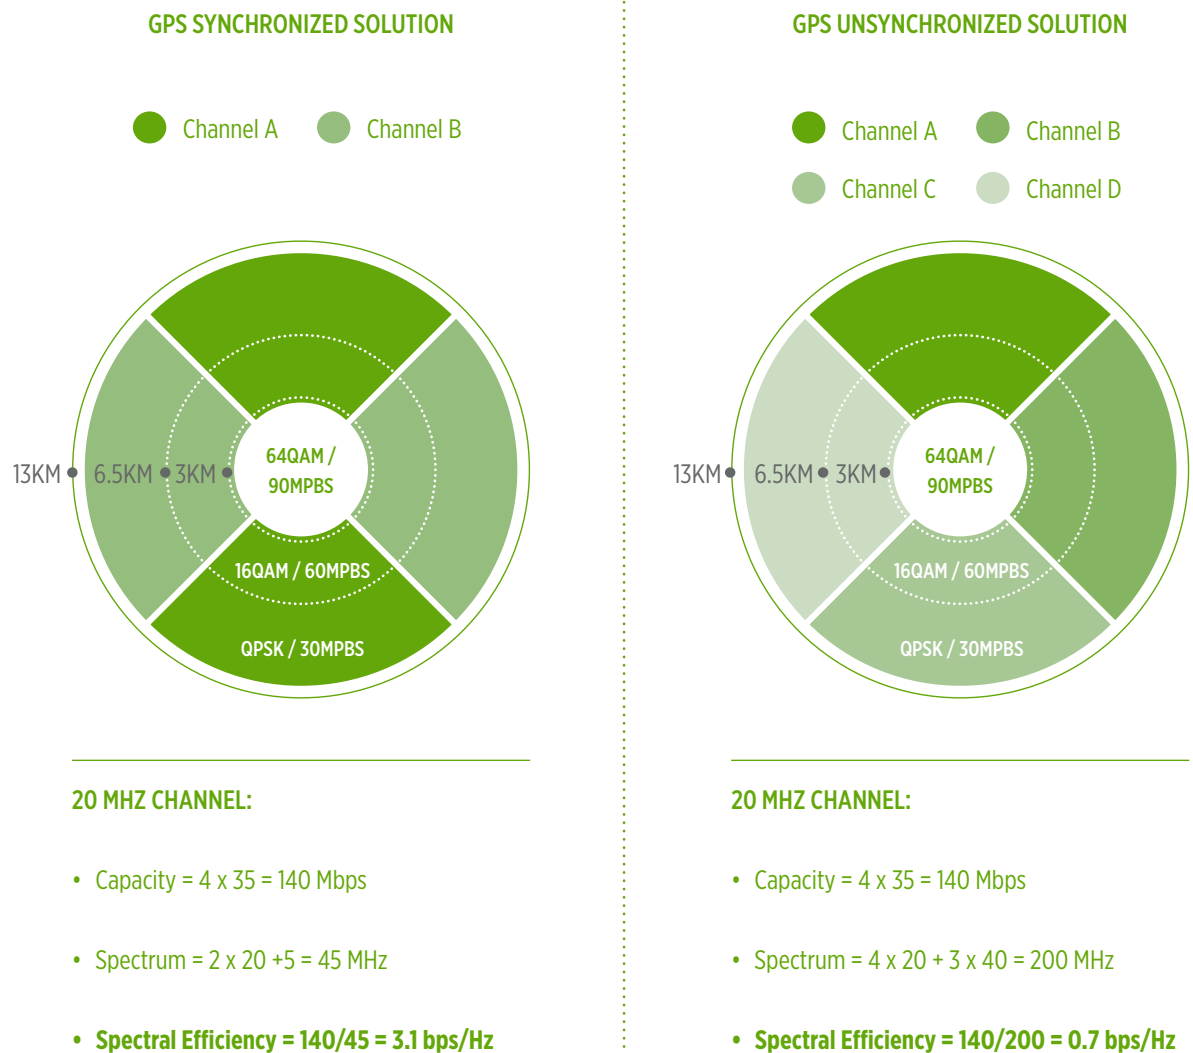 GPS SYNCHRONIZED SOLUTION
Channel A
Channel B
13KM
6.5KM
3KM
64QAM /
90MPBS
16QAM / 60MPBS
QPSK / 30MPBS
20 MHZ CHANNEL:
• Capacity = 4 x 35 = 140 Mbps
• Spectrum = 2 x 20 +5 = 45 MHz
• Spectral Efficiency = 140/45 = 3.1 bps/Hz
GPS UNSYNCHRONIZED SOLUTION
Channel A
Channel B
Channel C
Channel D
13KM
6.5KM
3KM
64QAM /
90MPBS
16QAM / 60MPBS
QPSK / 30MPBS
20 MHZ CHANNEL:
• Capacity = 4 x 35 = 140 Mbps
• Spectrum = 4 x 20 + 3 x 40 = 200 MHz
• Spectral Efficiency = 140/200 = 0.7 bps/Hz